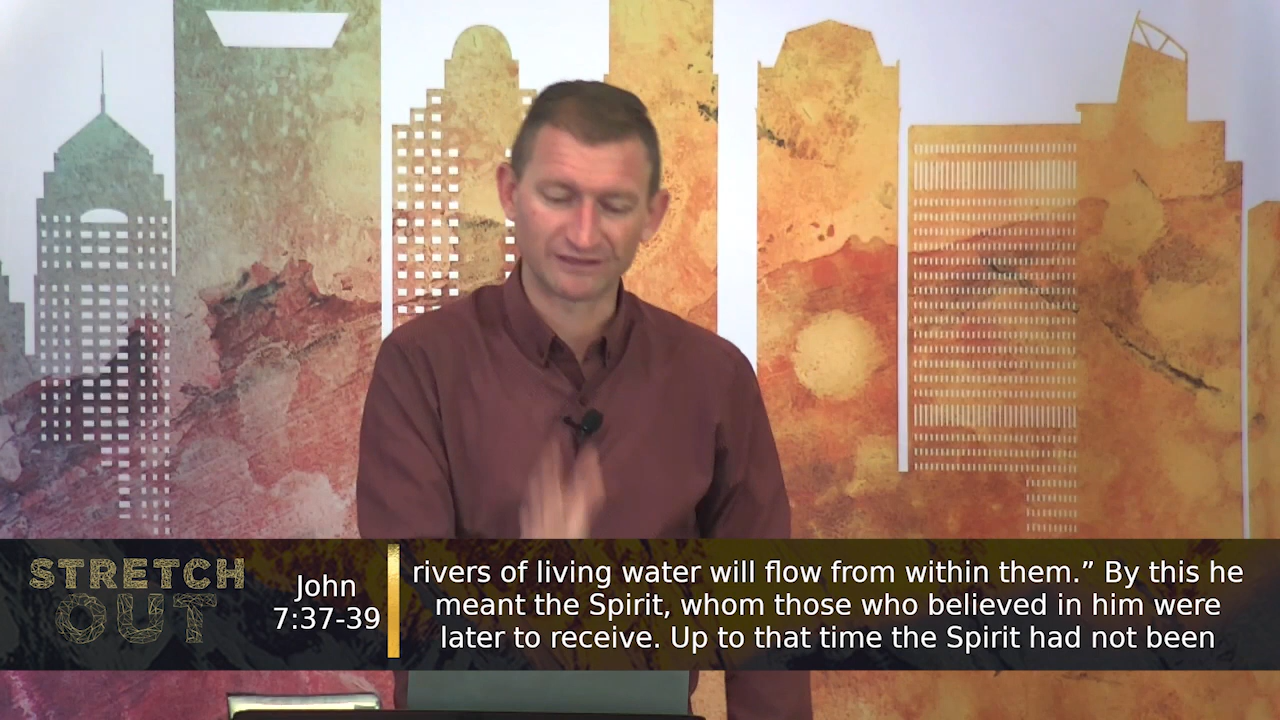 STRETCH
OUT
John
7:37-39
rivers of living water will flow from within them.” By this he
meant the Spirit, whom those who believed in him were
later to receive. Up to that time the Spirit had not been